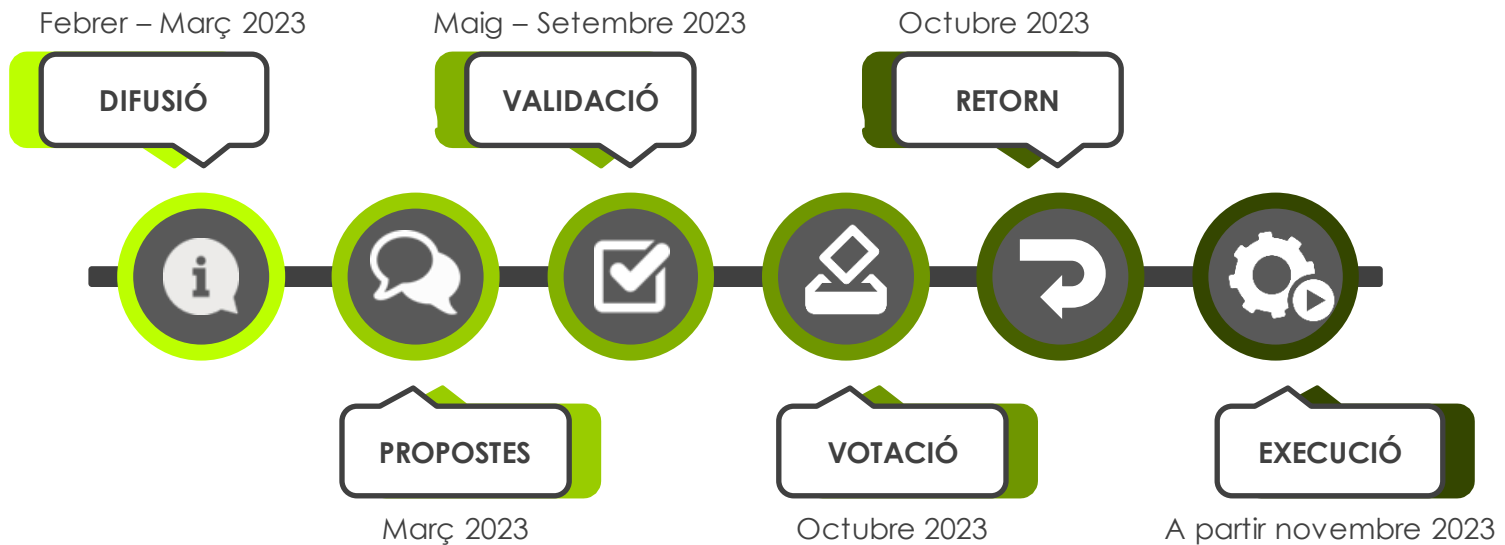 Febrer – Març 2023
DIFUSIÓ
Maig – Setembre 2023
VALIDACIÓ
Octubre 2023
RETORN
i
PROPOSTES
Març 2023
VOTACIÓ
Octubre 2023
EXECUCIÓ
A partir novembre 2023